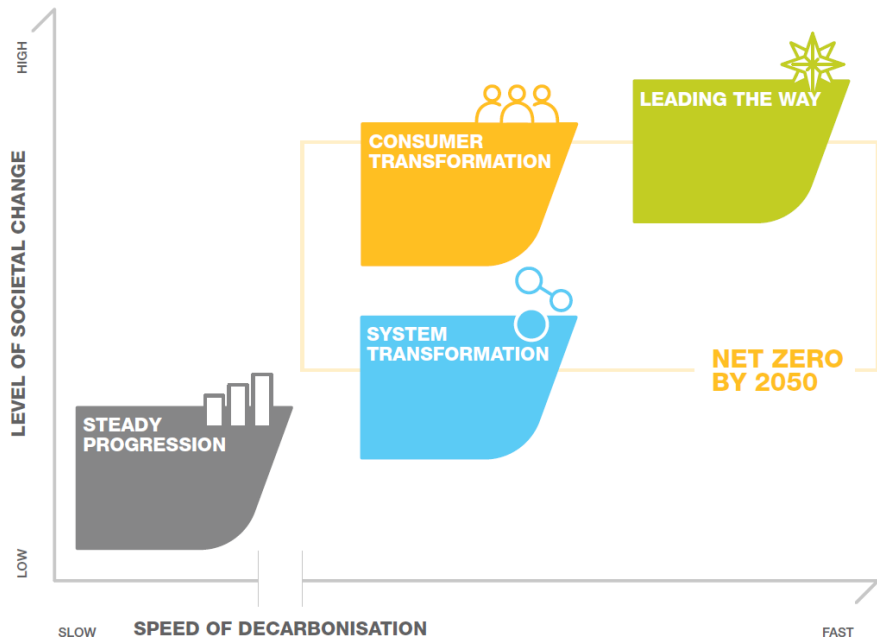 HIGH
LEVEL OF SOCIETAL CHANGE
LOW
LEADING THE WAY
CONSUMER
TRANSFORMATION
SYSTEM
TRANSFORMATION
NET ZERO
BY 2050
STEADY
PROGRESSION
SLOW
SPEED OF DECARBONISATION
FAST